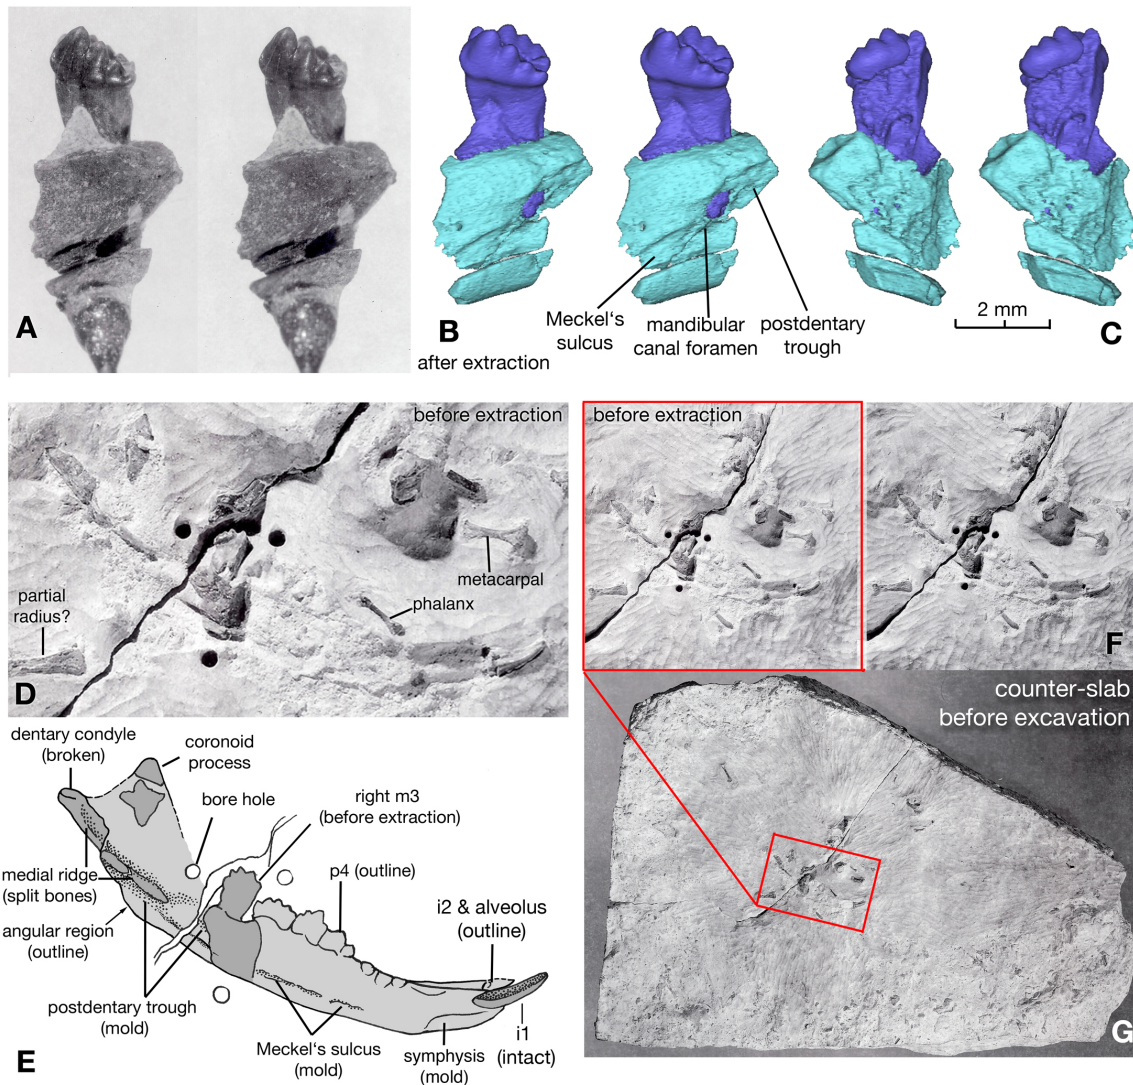 A
B
after extraction
Meckel‘s
sulcus
mandibular
canal foramen
postdentary
trough
2 mm
C
before extraction
partial
radius?
metacarpal
phalanx
D
before extraction
F
counter-slab
before excavation
G
dentary condyle
(broken)
coronoid
process
bore hole
right m3
(before extraction)
p4 (outline)
medial ridge
(split bones)
i2 & alveolus
(outline)
angular region
(outline)
postdentary trough
(mold)
Meckel‘s sulcus
(mold)
symphysis
(mold)
i1
(intact)
E